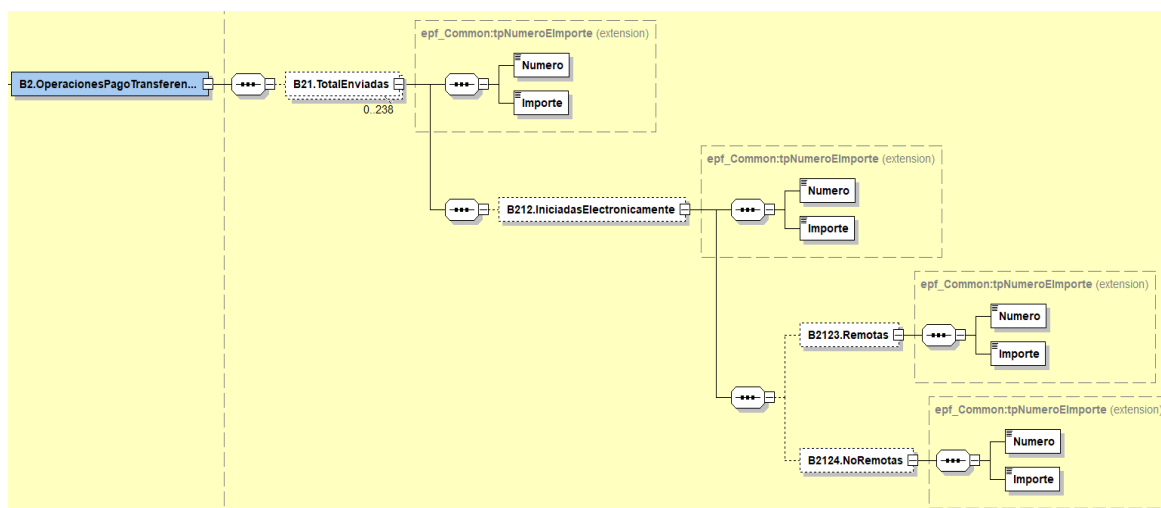 epf_Common:tpNumeroEImporte (extension)
B2.OperacionesPagoTransferen...
B21.TotalEnviadas
0..238
Numero
Importe
epf_Common:tpNumeroEImporte (extension)
B212.IniciadasElectronicamente
Numero
Importe
epf_Common:tpNumeroEImporte (extension)
B2123.Remotas
Numero
Importe
epf_Common:tpNumeroEImporte (extension)
B2124.NoRemotas
Numero
Importe